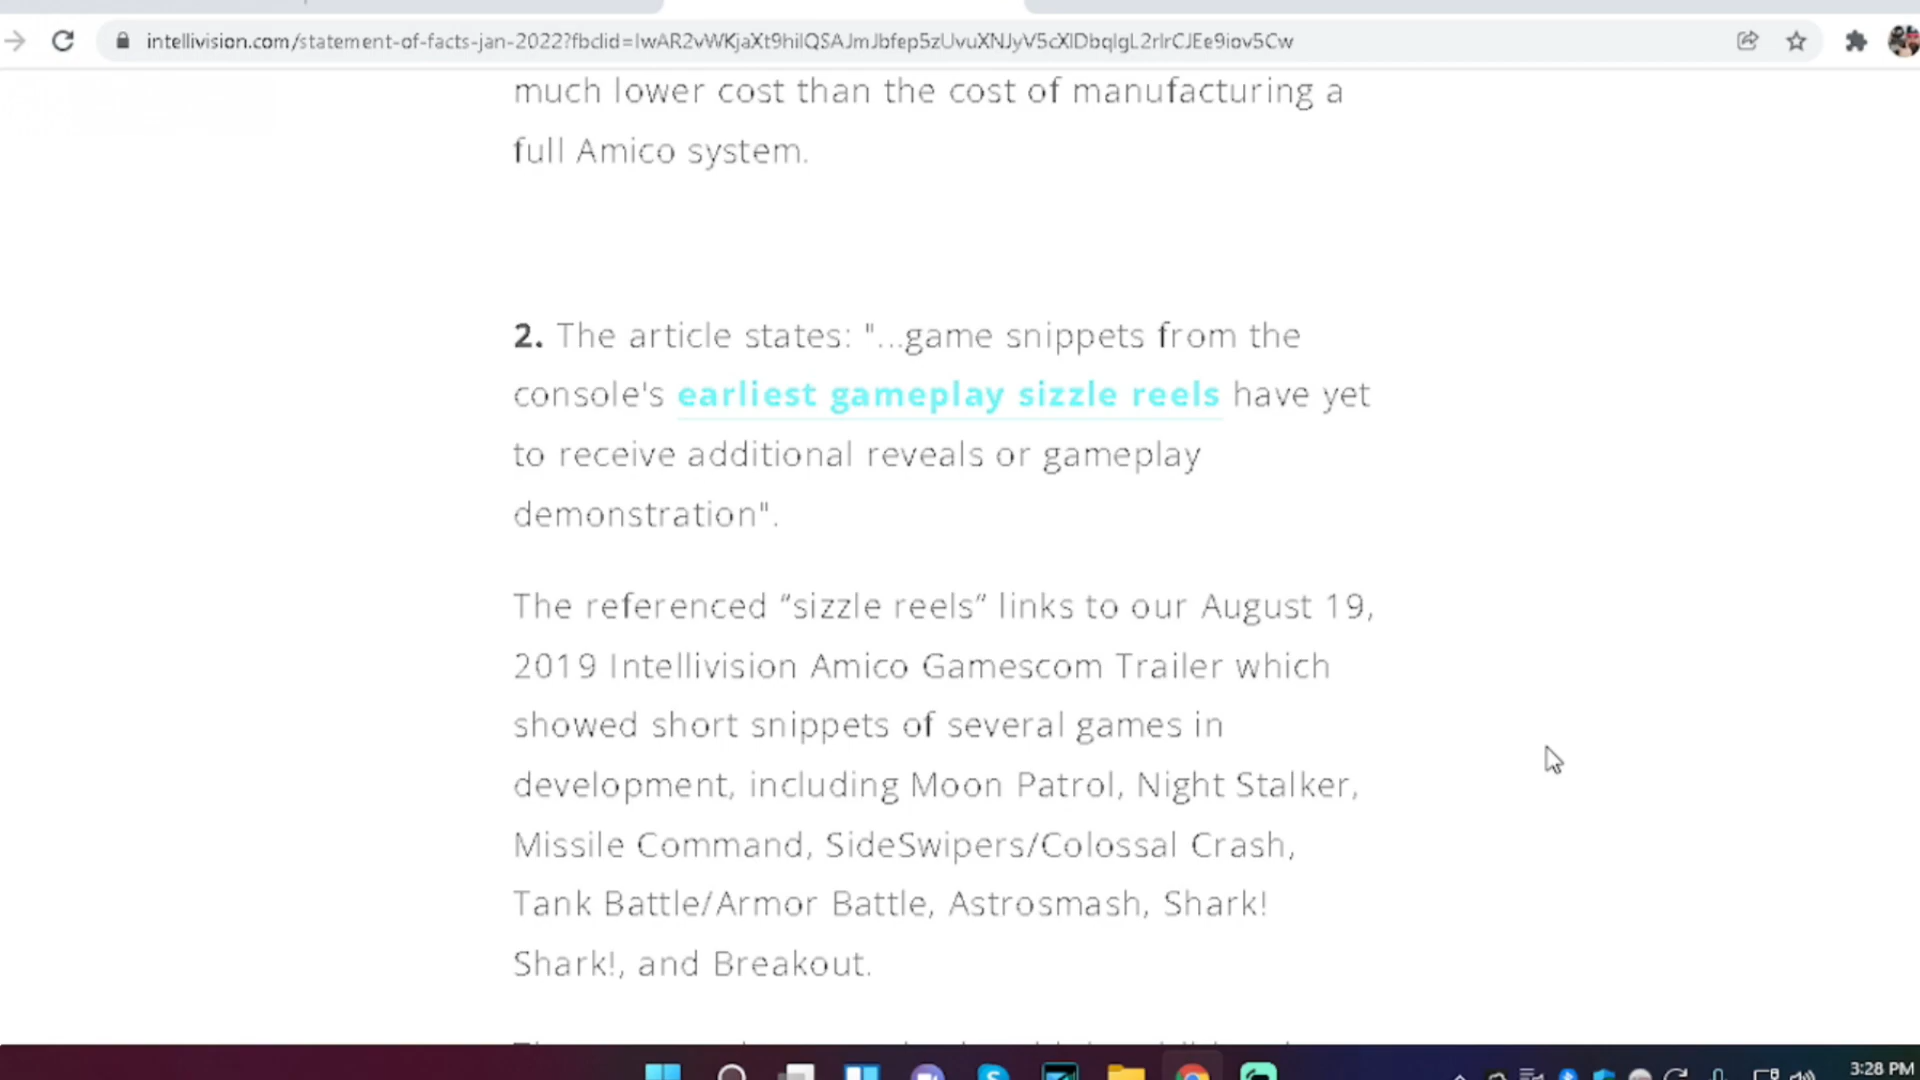 intellivision.com/statement-of-facts-jan-2022?fbclid=IwAR2vWKjaXt9hiIQSAJmJbfep5zUvuXNJyV5cXIDbqIgL2rIrCJEe9iov5Cw
much lower cost than the cost of manufacturing a
full Amico system.
2. The article states: "...game snippets from the
console's earliest gameplay sizzle reels have yet
to receive additional reveals or gameplay
demonstration".
The referenced “sizzle reels” links to our August 19,
2019 Intellivision Amico Gamescom Trailer which
showed short snippets of several games in
development, including Moon Patrol, Night Stalker,
Missile Command, SideSwipers/Colossal Crash,
Tank Battle/Armor Battle, Astrosmash, Shark!
Shark!, and Breakout.
3:28 PM